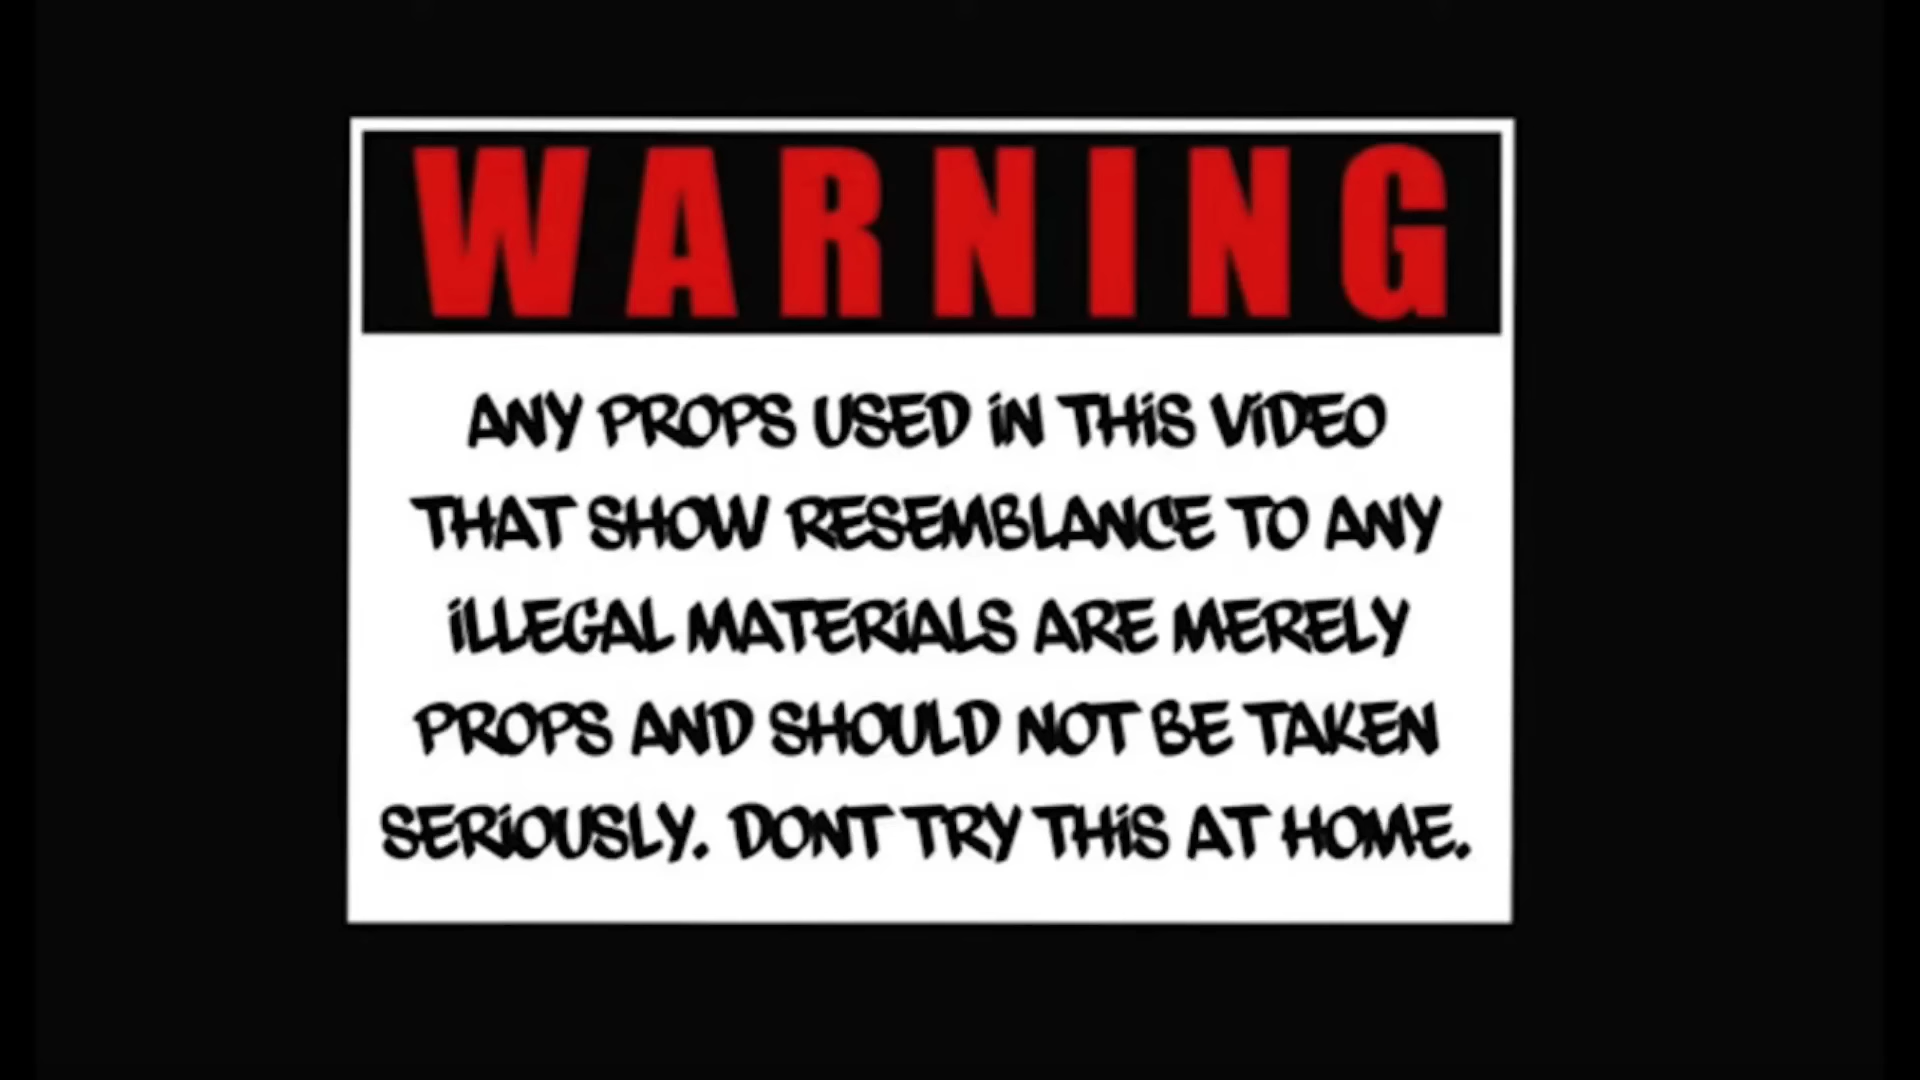 WARNING
ANY PROPS USED iN THiS ViDEO
THAT SHOW RESEMBLANCE TO ANY
iLLEGAL MATERiALS ARE MERELY
PROPS AND SHOULD NOT BE TAKEN
SERiOUSLY. DONT TRY THiS AT HOME.